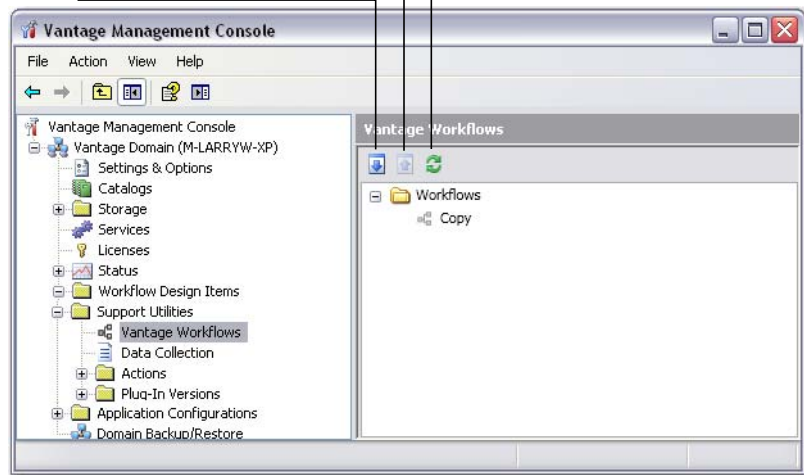 Vantage Management Console
File Action View Help
Vantage Management Console
Vantage Domain (M-LARRYW-XP)
Settings & Options
Catalogs
Storage
Services
Licenses
Status
Workflow Design Items
Support Utilities
Vantage Workflows
Data Collection
Actions
Plug-In Versions
Application Configurations
Domain Backup/Restore
Vantage Workflows
Workflows
Copy